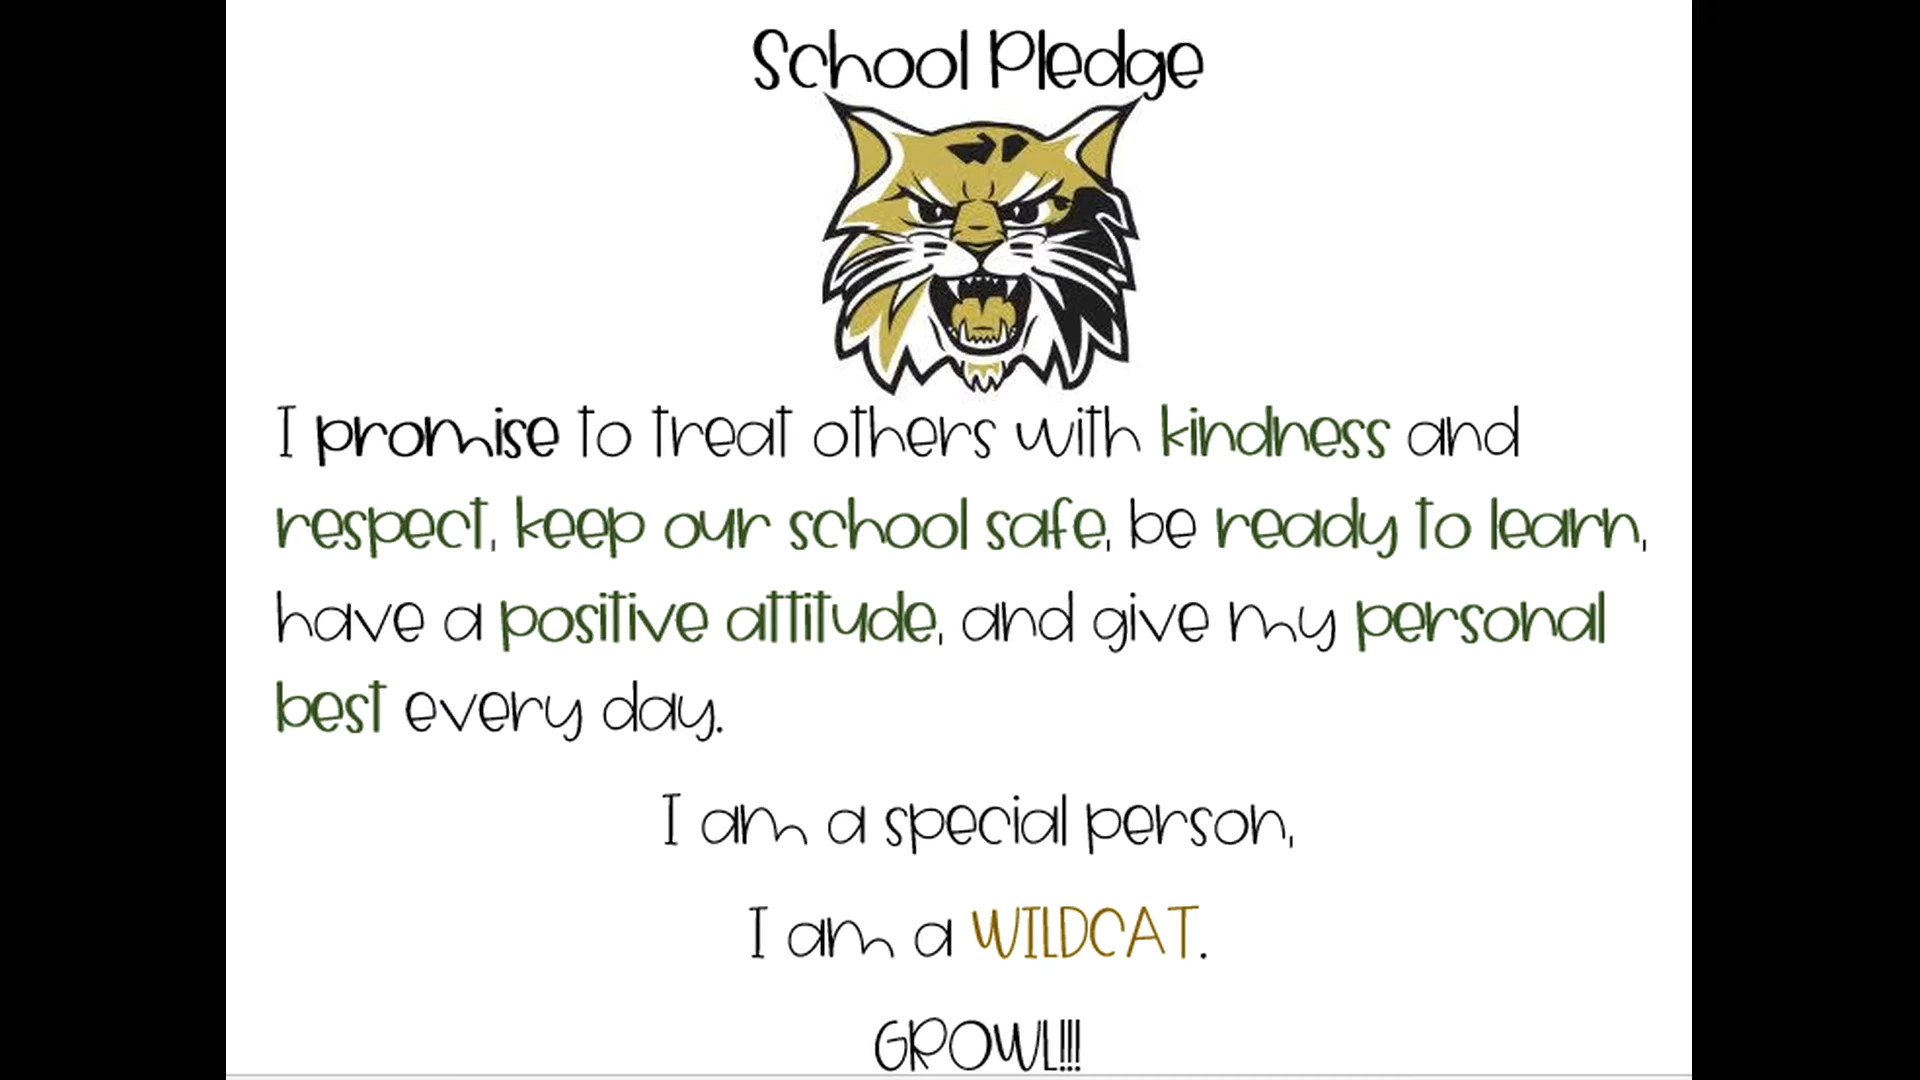 School Pledge
I promise to treat others with kindness and
respect, keep our school safe, be ready to learn,
have a positive attitude, and give my personal
best every day.
I am a special person,
I am a WILDCAT.
GROWL!!!